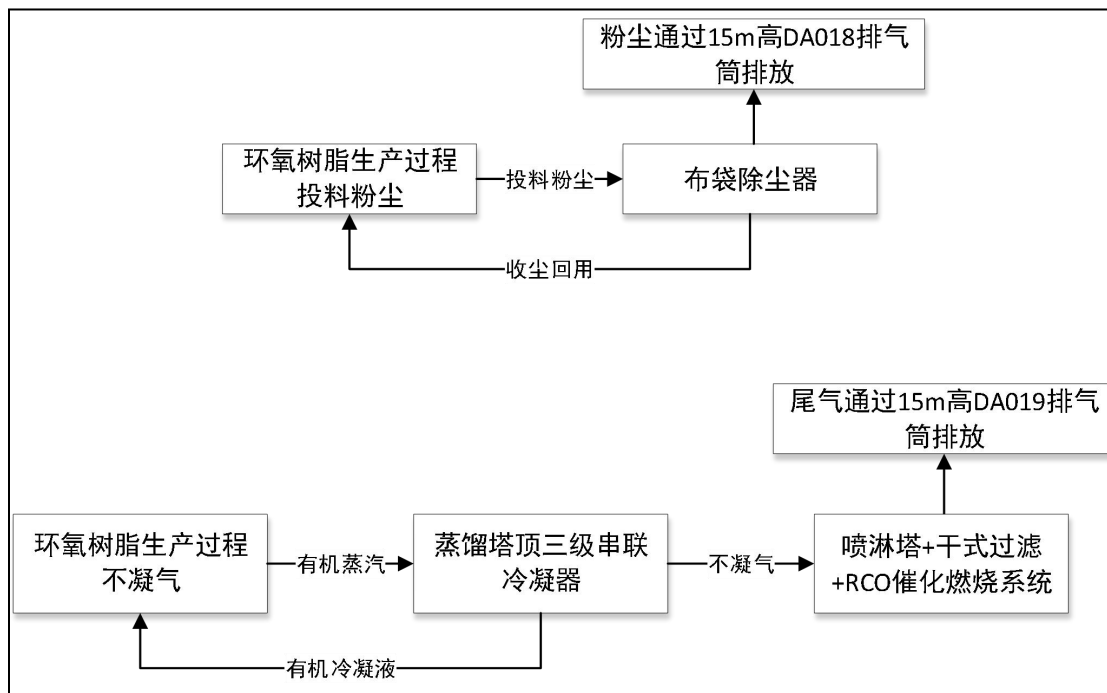 粉尘通过15m高DA018排气
筒排放
环氧树脂生产过程
投料粉尘
投料粉尘
布袋除尘器
收尘回用
尾气通过15m高DA019排气
筒排放
环氧树脂生产过程
不凝气
有机蒸汽
蒸馏塔顶三级串联
冷凝器
不凝气
喷淋塔+干式过滤
+RCO催化燃烧系统
有机冷凝液